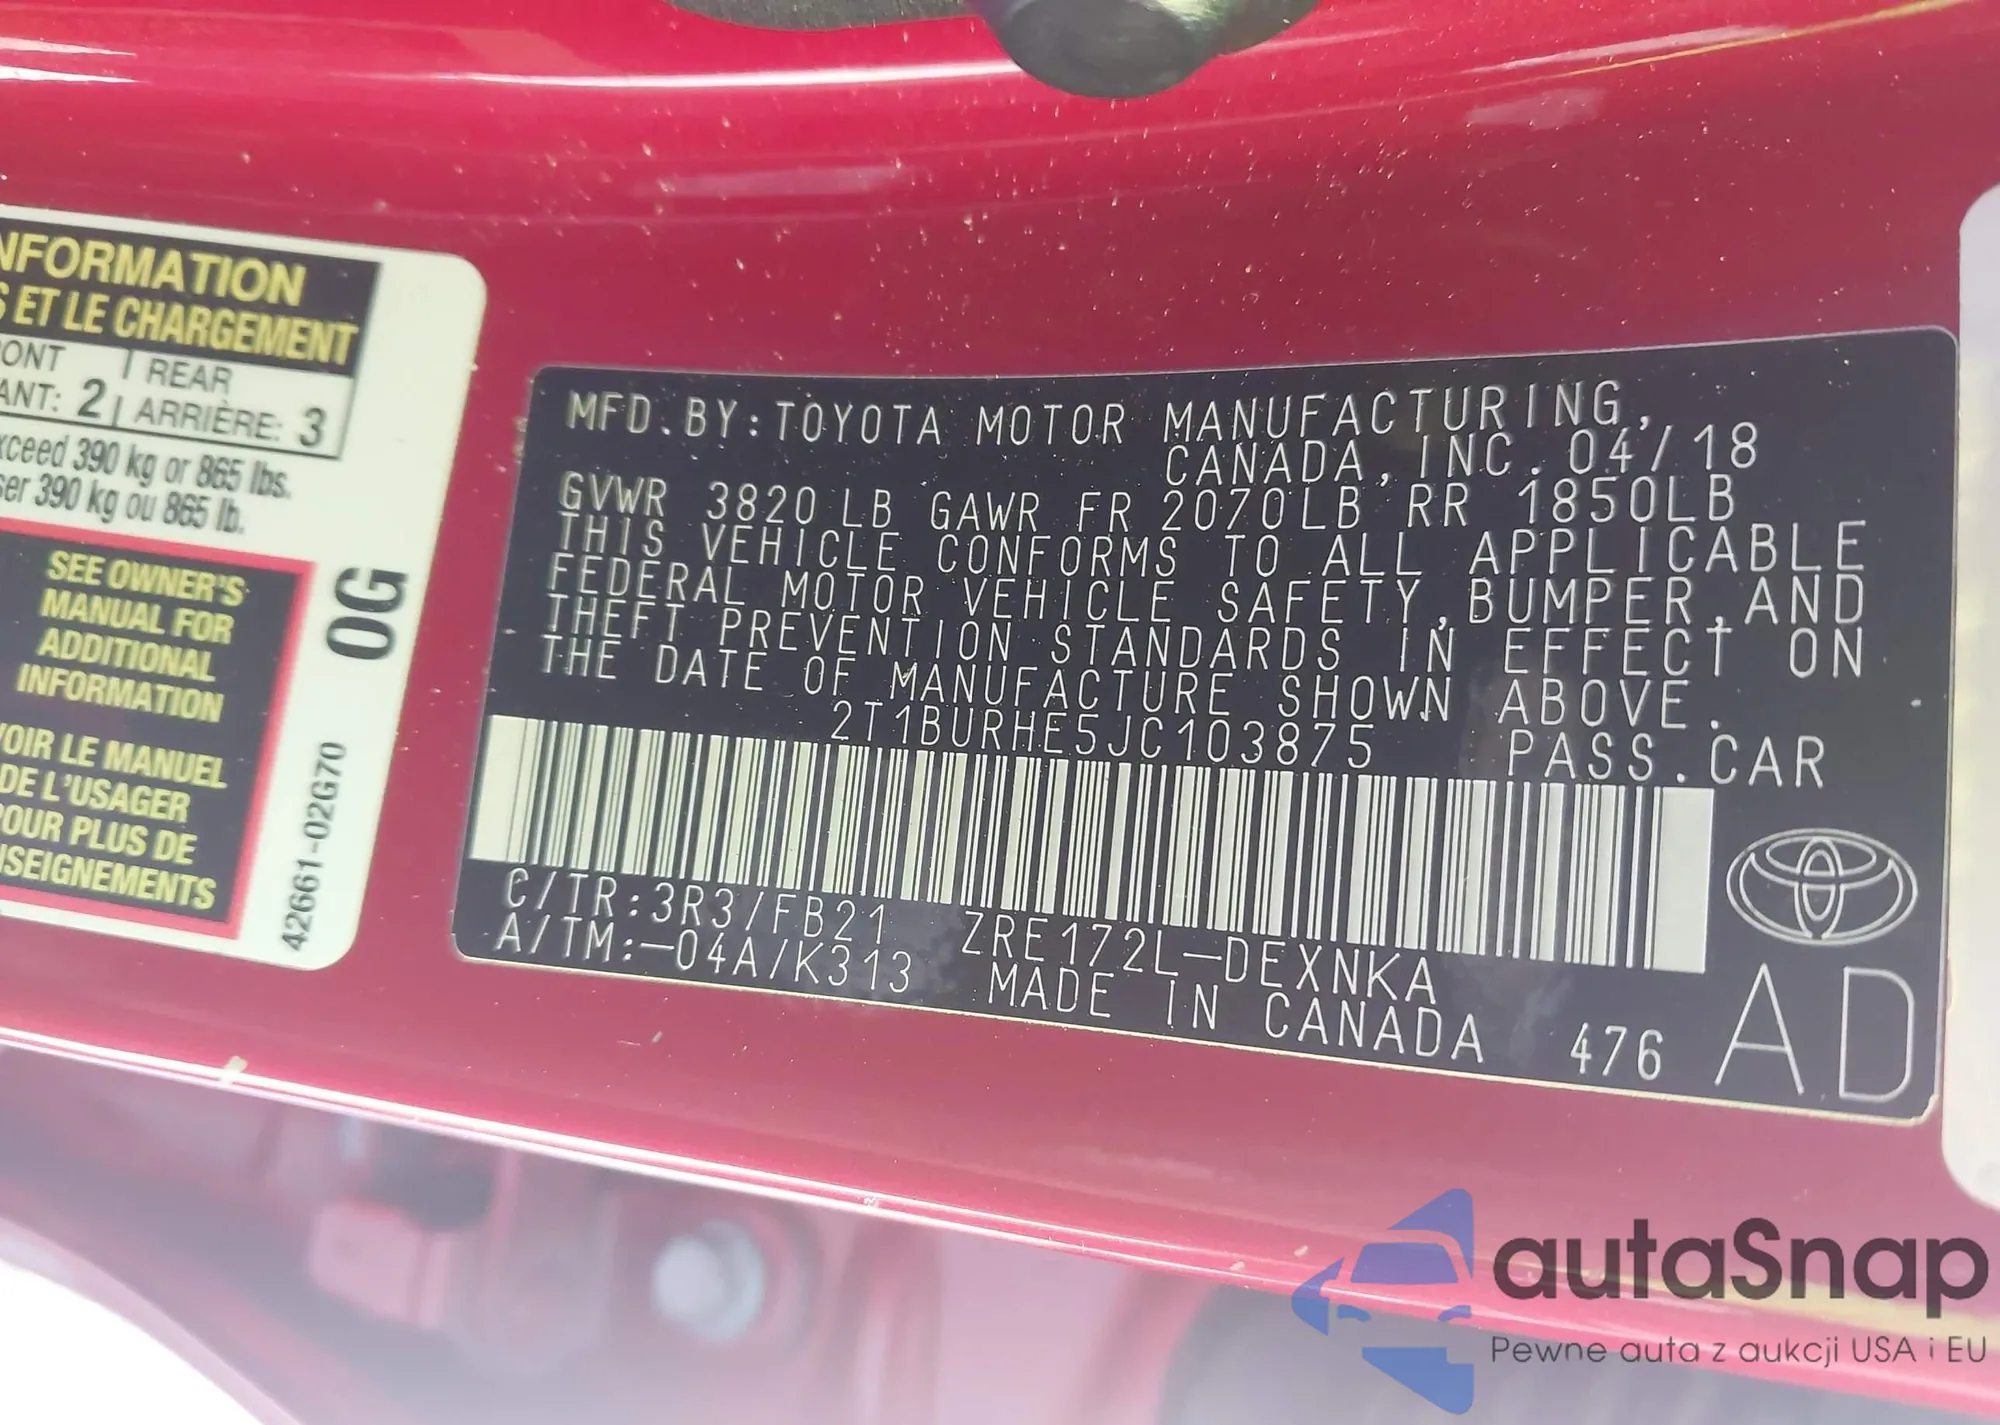 NFORMATION
S ET LE CHARGEMENT
ONT | REAR
ANT: 2 | ARRIÈRE: 3
xceed 390 kg or 865 lbs.
ser 390 kg ou 865 lb.
SEE OWNER'S
MANUAL FOR
ADDITIONAL
INFORMATION
VOIR LE MANUEL
DE L'USAGER
POUR PLUS DE
NSEIGNEMENTS
0G
42661-02G70
MFD. BY: TOYOTA MOTOR MANUFACTURING,
CANADA, INC. 04/18
GVWR 3820 LB GAWR FR 2070LB RR 1850LB
THIS VEHICLE CONFORMS TO ALL APPLICABLE
FEDERAL MOTOR VEHICLE SAFETY, BUMPER, AND
THEFT PREVENTION STANDARDS IN EFFECT ON
THE DATE OF MANUFACTURE SHOWN ABOVE.
2T1BURHE5JC103875 PASS. CAR
C/TR: 3R3/FB21 ZRE172L-DEXNKA
A/TM: -04A/K313 MADE IN CANADA 476
AD
autaSnap
Pewne auta z aukcji USA i EU